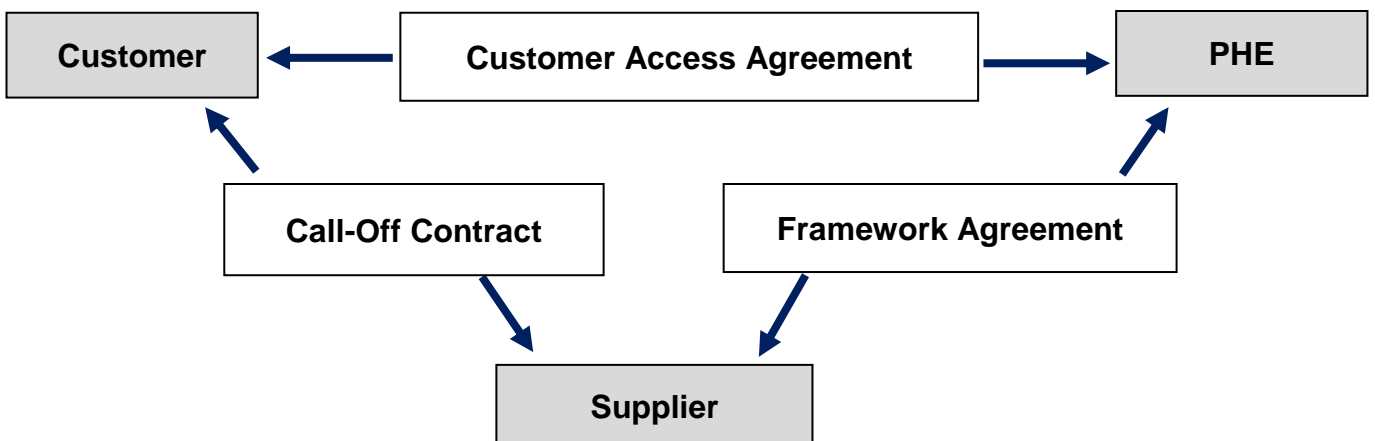 Customer
Customer Access Agreement
PHE
Call-Off Contract
Framework Agreement
Supplier